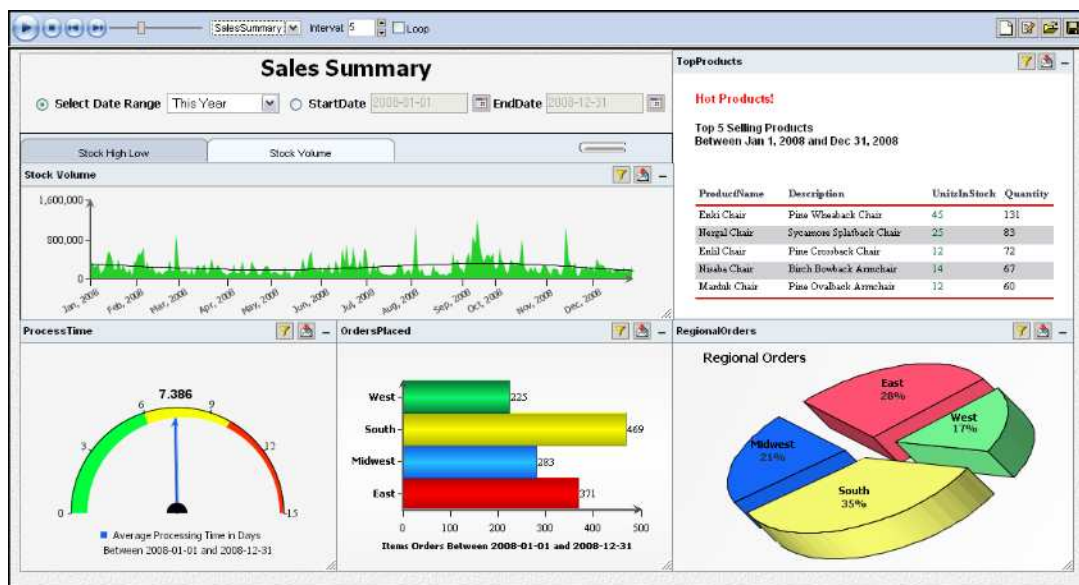 SalesSummary Interval 5 Loop
Sales Summary
Select Date Range This Year StartDate 2008-01-01 EndDate 2008-12-31
Stock High Low Stock Volume
Stock Volume
1,600,000
800,000
0
Jan, 2008 Feb, 2008 Mar, 2008 Apr, 2008 May, 2008 Jun, 2008 Jul, 2008 Aug, 2008 Sep, 2008 Oct, 2008 Nov, 2008 Dec, 2008
TopProducts
Hot Products!
Top 5 Selling Products
Between Jan 1, 2008 and Dec 31, 2008
ProductName Description UnitsInStock Quantity
Enki Chair Pine Wheaback Chair 45 131
Nergal Chair Sycamore Splatback Chair 25 83
Enlil Chair Pine Crossback Chair 12 72
Nisaba Chair Birch Bowback Armchair 14 67
Marduk Chair Pine Ovalback Armchair 12 60
ProcessTime
7.386
0 3 6 9 12 15
Average Processing Time in Days
Between 2008-01-01 and 2008-12-31
OrdersPlaced
West 225
South 469
Midwest 283
East 371
0 100 200 300 400 500
Items Orders Between 2008-01-01 and 2008-12-31
RegionalOrders
Regional Orders
East
28%
West
17%
Midwest
21%
South
35%